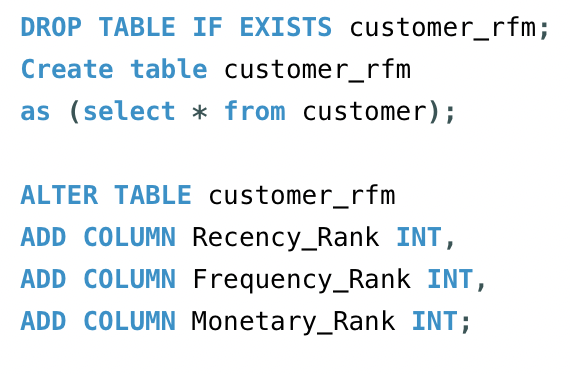 DROP TABLE IF EXISTS customer_rfm;
Create table customer_rfm
as (select * from customer);
ALTER TABLE customer_rfm
ADD COLUMN Recency_Rank INT,
ADD COLUMN Frequency_Rank INT,
ADD COLUMN Monetary_Rank INT;